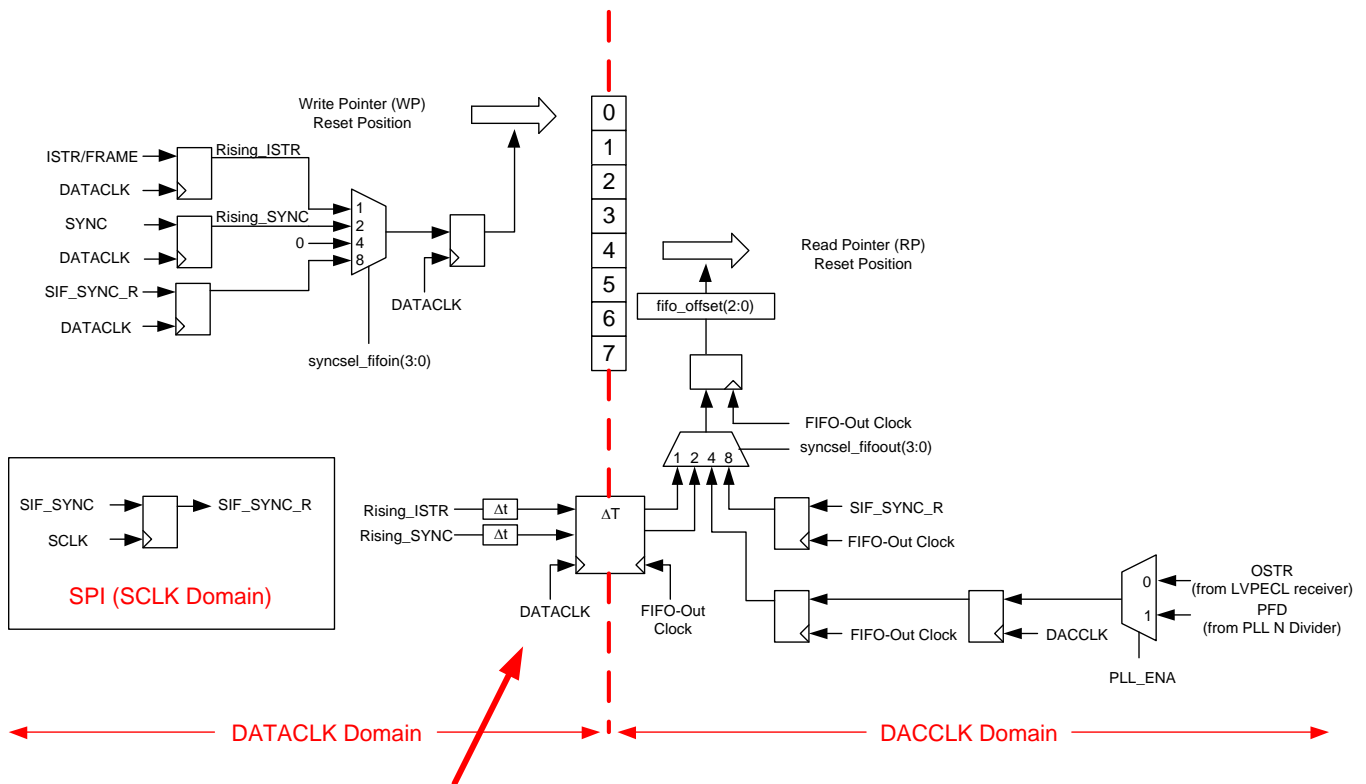 Write Pointer (WP)
Reset Position
ISTR/FRAME
Rising_ISTR
DATACLK
SYNC
Rising_SYNC
DATACLK
SIF_SYNC_R
DATACLK
1
2
0
4
8
DATACLK
syncsel_fifoin(3:0)
0
1
2
3
4
5
6
7
Read Pointer (RP)
Reset Position
fifo_offset(2:0)
FIFO-Out Clock
syncsel_fifoout(3:0)
1 2 4 8
SIF_SYNC
SIF_SYNC_R
SCLK
SPI (SCLK Domain)
Rising_ISTR
Δt
Rising_SYNC
Δt
ΔT
DATACLK
FIFO-Out
Clock
SIF_SYNC_R
FIFO-Out Clock
FIFO-Out Clock
DACCLK
0
1
OSTR
(from LVPECL receiver)
PFD
(from PLL N Divider)
PLL_ENA
DATACLK Domain
DACCLK Domain